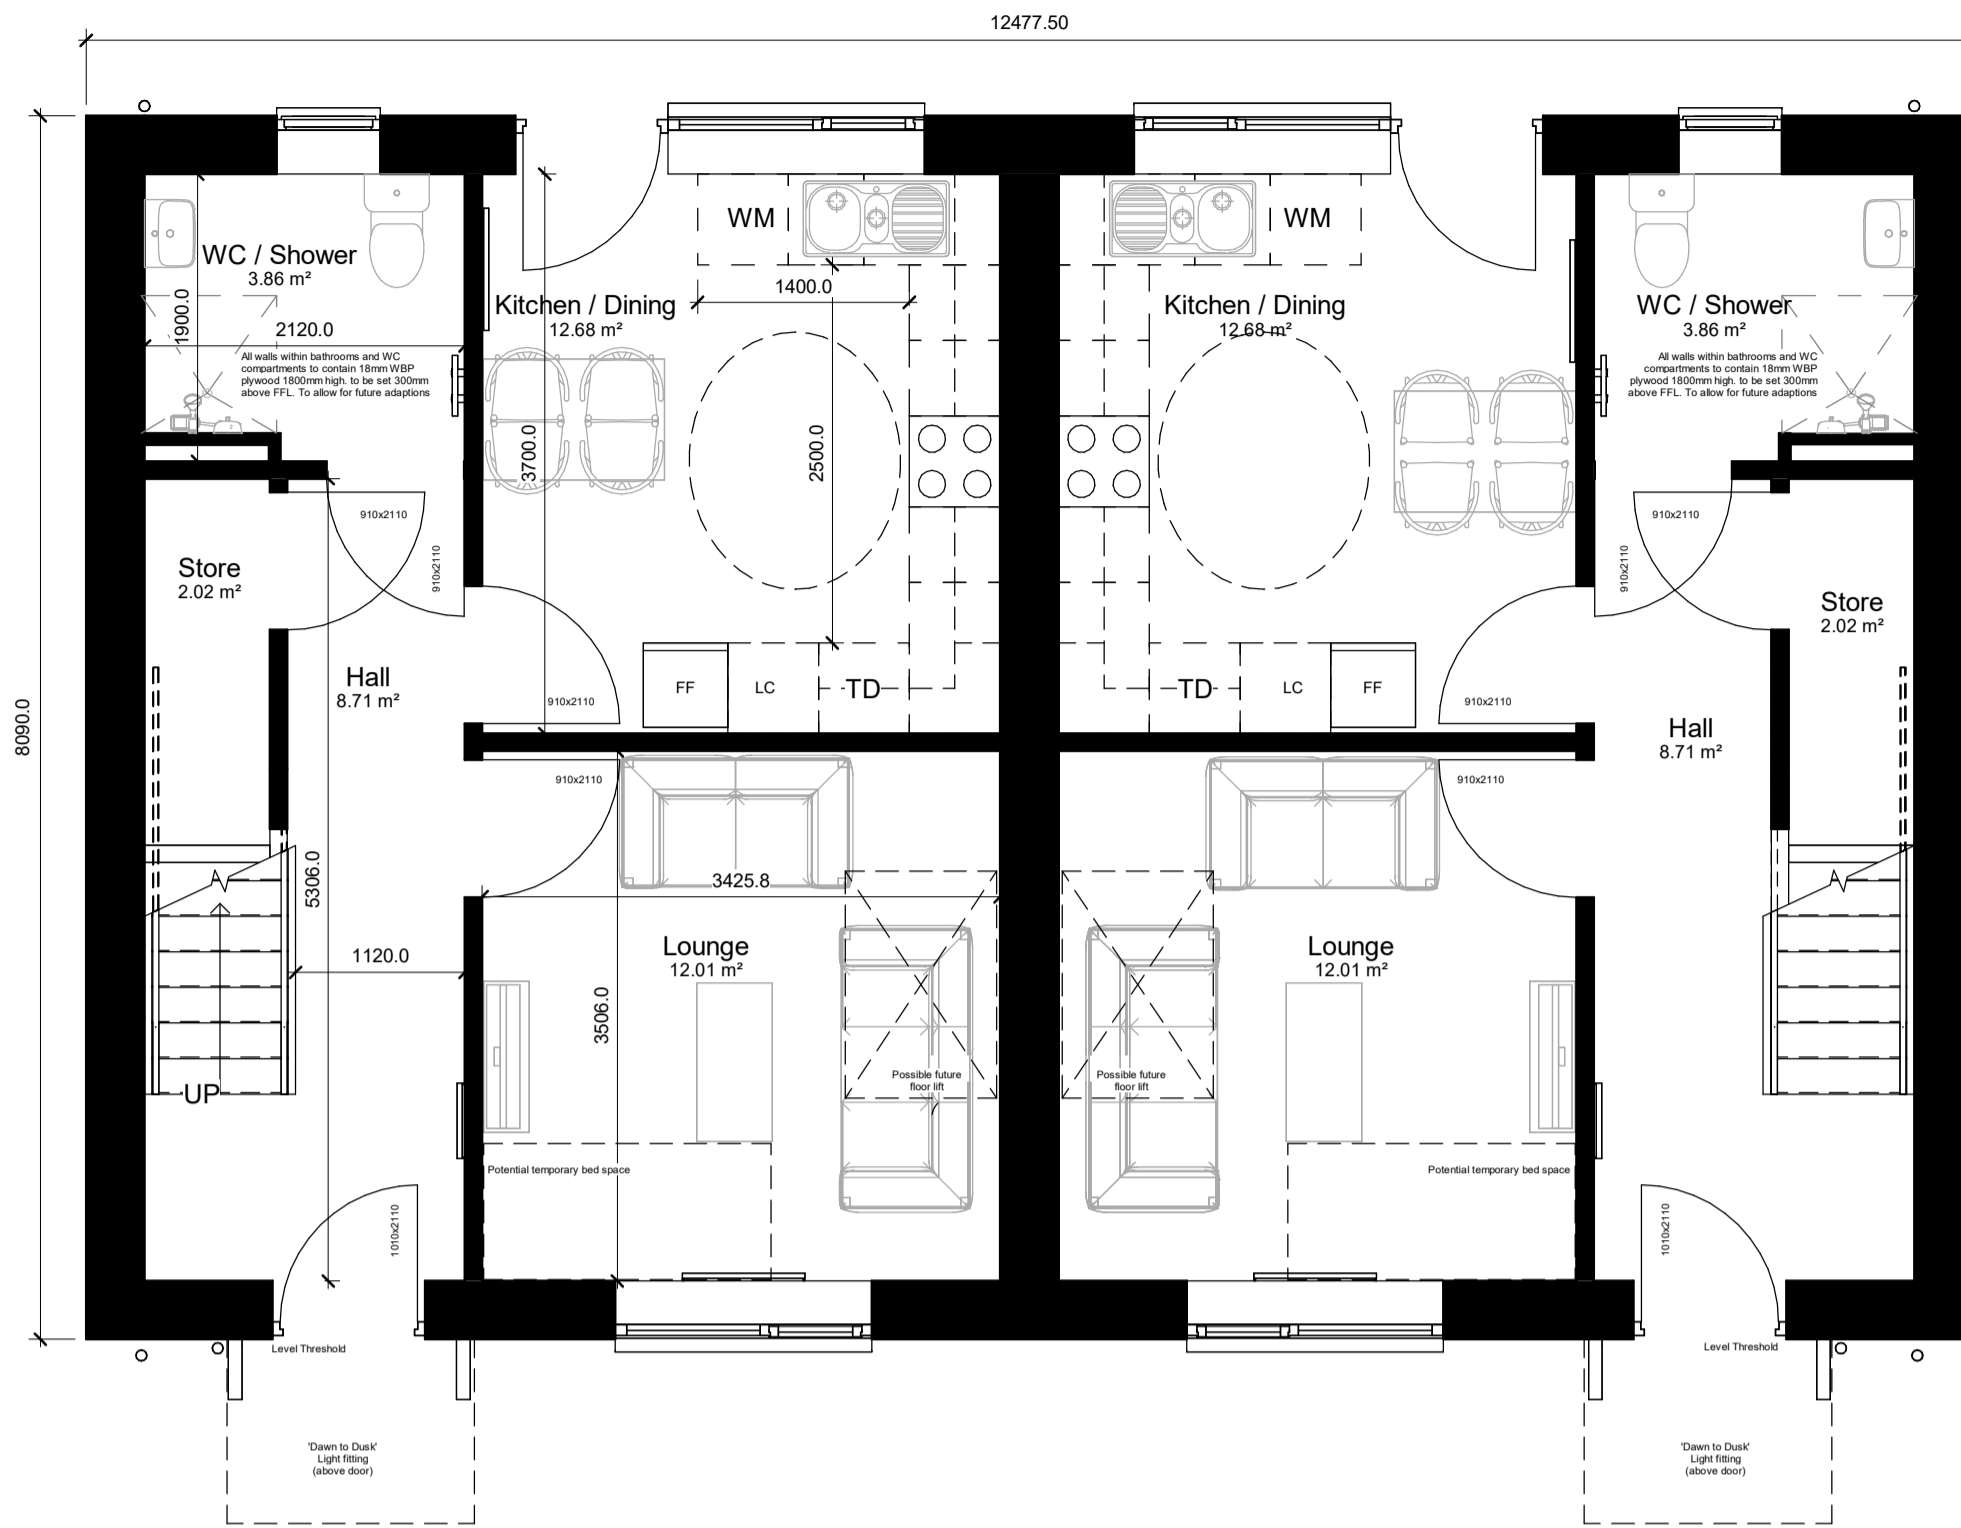 12477.50
8090.0
WC / Shower
3.86 m²
1900.0
2120.0
All walls within bathrooms and WC
compartments to contain 18mm WBP
plywood 1800mm high. to be set 300mm
above FFL. To allow for future adaptions
WM
Kitchen / Dining
12.68 m²
1400.0
3700.0
2500.0
WM
Kitchen / Dining
12.68 m²
WC / Shower
3.86 m²
All walls within bathrooms and WC
compartments to contain 18mm WBP
plywood 1800mm high. to be set 300mm
above FFL. To allow for future adaptions
910x2110
910x2110
Store
2.02 m²
Hall
8.71 m²
910x2110
FF
LC
TD
TD
LC
FF
910x2110
910x2110
910x2110
Store
2.02 m²
Hall
8.71 m²
910x2110
910x2110
5306.0
1120.0
UP
3425.8
Lounge
12.01 m²
3506.0
Possible future
floor lift
Potential temporary bed space
Lounge
12.01 m²
Possible future
floor lift
Potential temporary bed space
1010x2110
1010x2110
Level Threshold
Level Threshold
'Dawn to Dusk'
Light fitting
(above door)
'Dawn to Dusk'
Light fitting
(above door)